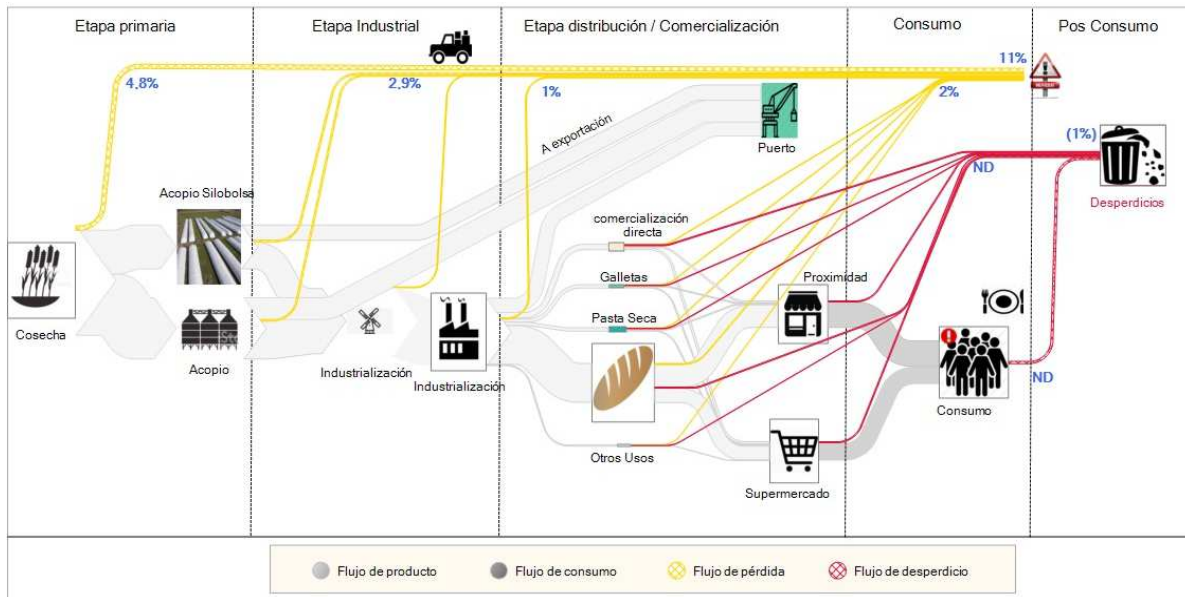 Etapa primaria
Etapa Industrial
Etapa distribución / Comercialización
Consumo
Pos Consumo
4,8%
2,9%
1%
2%
11%
A exportación
Puerto
(1%)
ND
Desperdicios
Acopio Silobolsa
comercialización
directa
Galletas
Proximidad
Pasta Seca
Cosecha
Acopio
Industrialización
Industrialización
ND
Consumo
Otros Usos
Supermercado
Flujo de producto
Flujo de consumo
Flujo de pérdida
Flujo de desperdicio